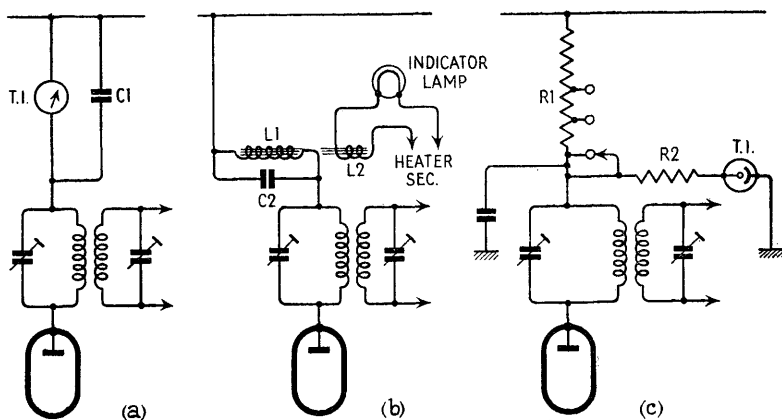 T.I.
C1
INDICATOR
LAMP
L1
L2
HEATER
SEC.
C2
R1
R2
T.I.
(a)
(b)
(c)